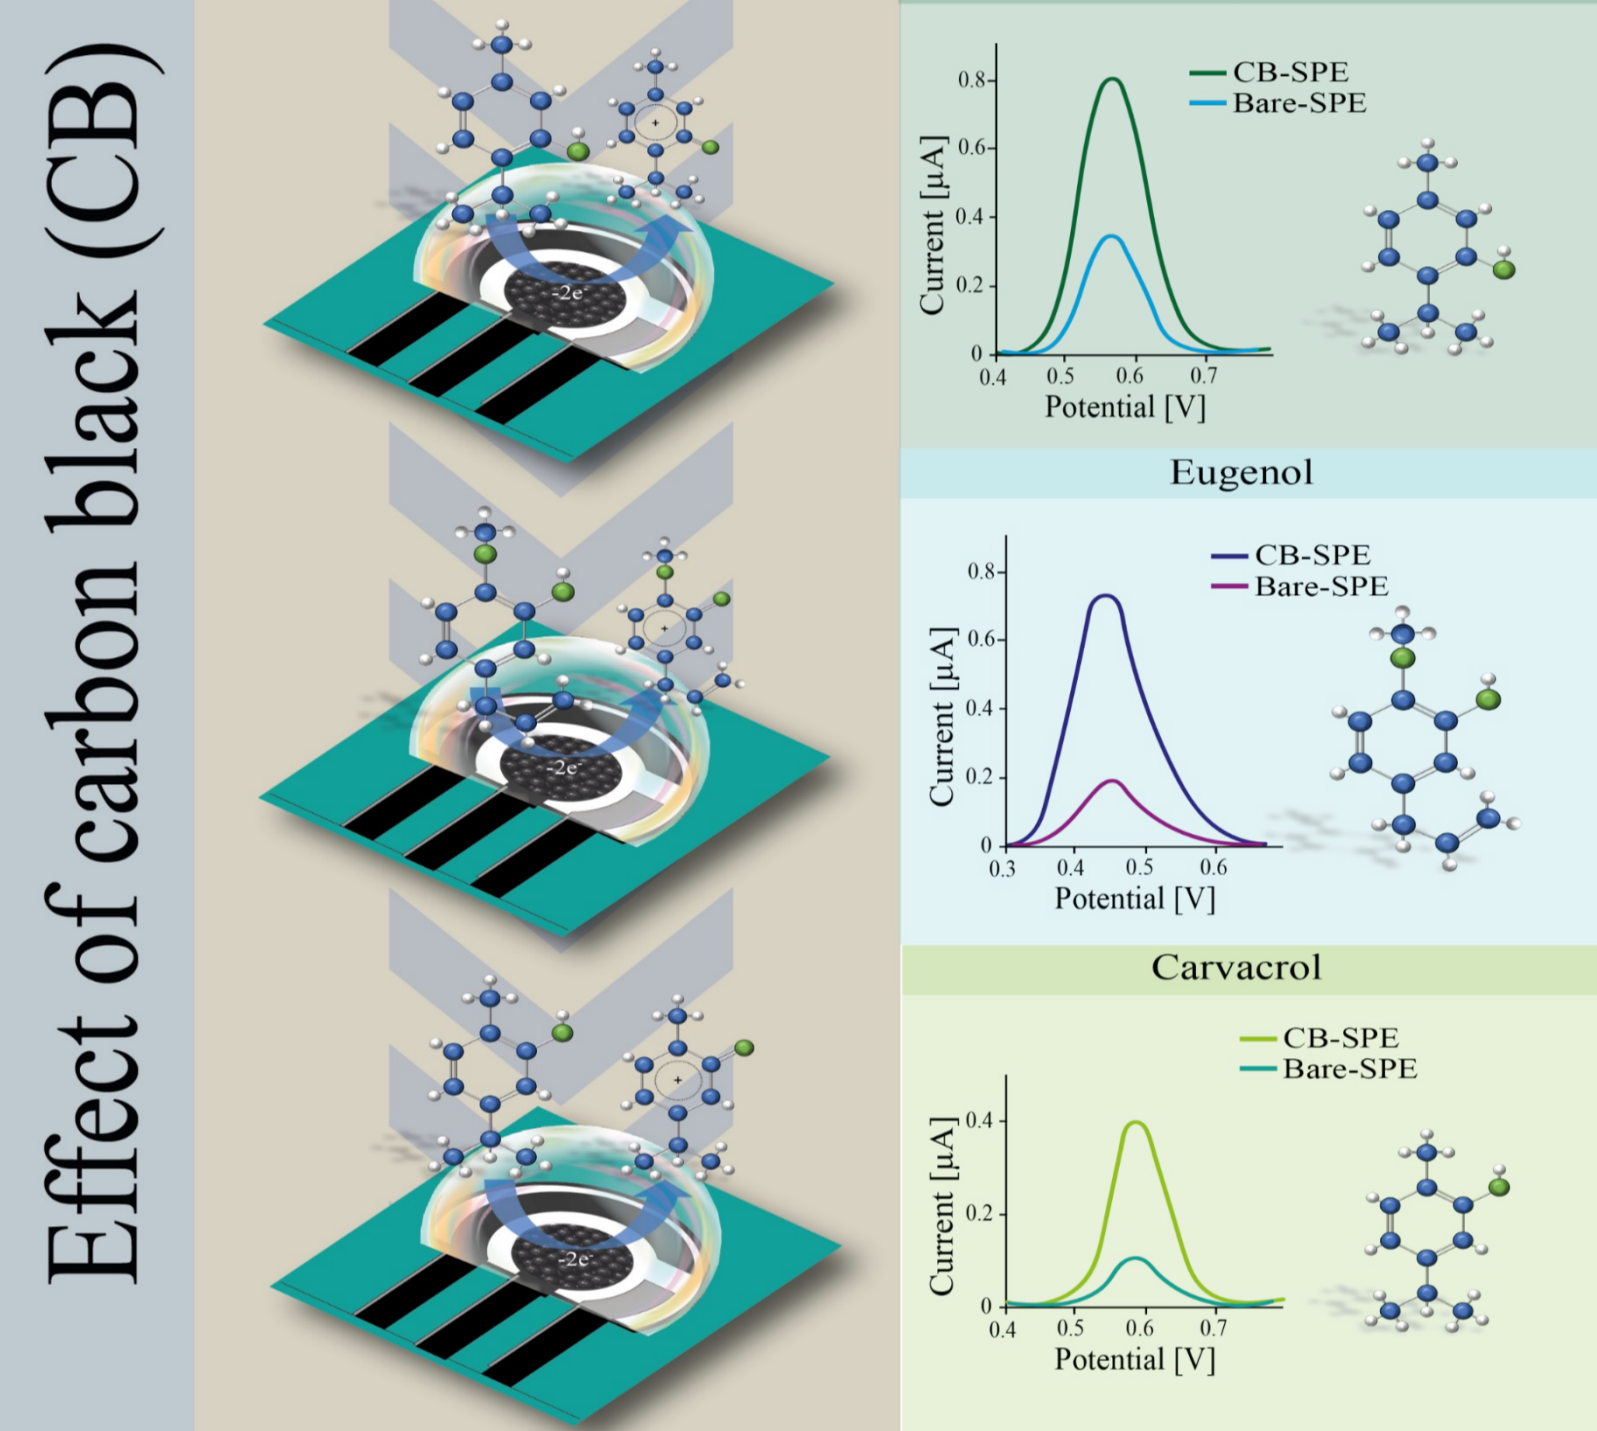 Effect of carbon black (CB)
-2e-
-2e-
-2e-
CB-SPE
Bare-SPE
Current [µA]
0.8
0.6
0.4
0.2
0
0.4 0.5 0.6 0.7
Potential [V]
Eugenol
CB-SPE
Bare-SPE
Current [µA]
0.8
0.6
0.4
0.2
0
0.3 0.4 0.5 0.6
Potential [V]
Carvacrol
CB-SPE
Bare-SPE
Current [µA]
0.4
0.2
0
0.4 0.5 0.6 0.7
Potential [V]
+
+
+